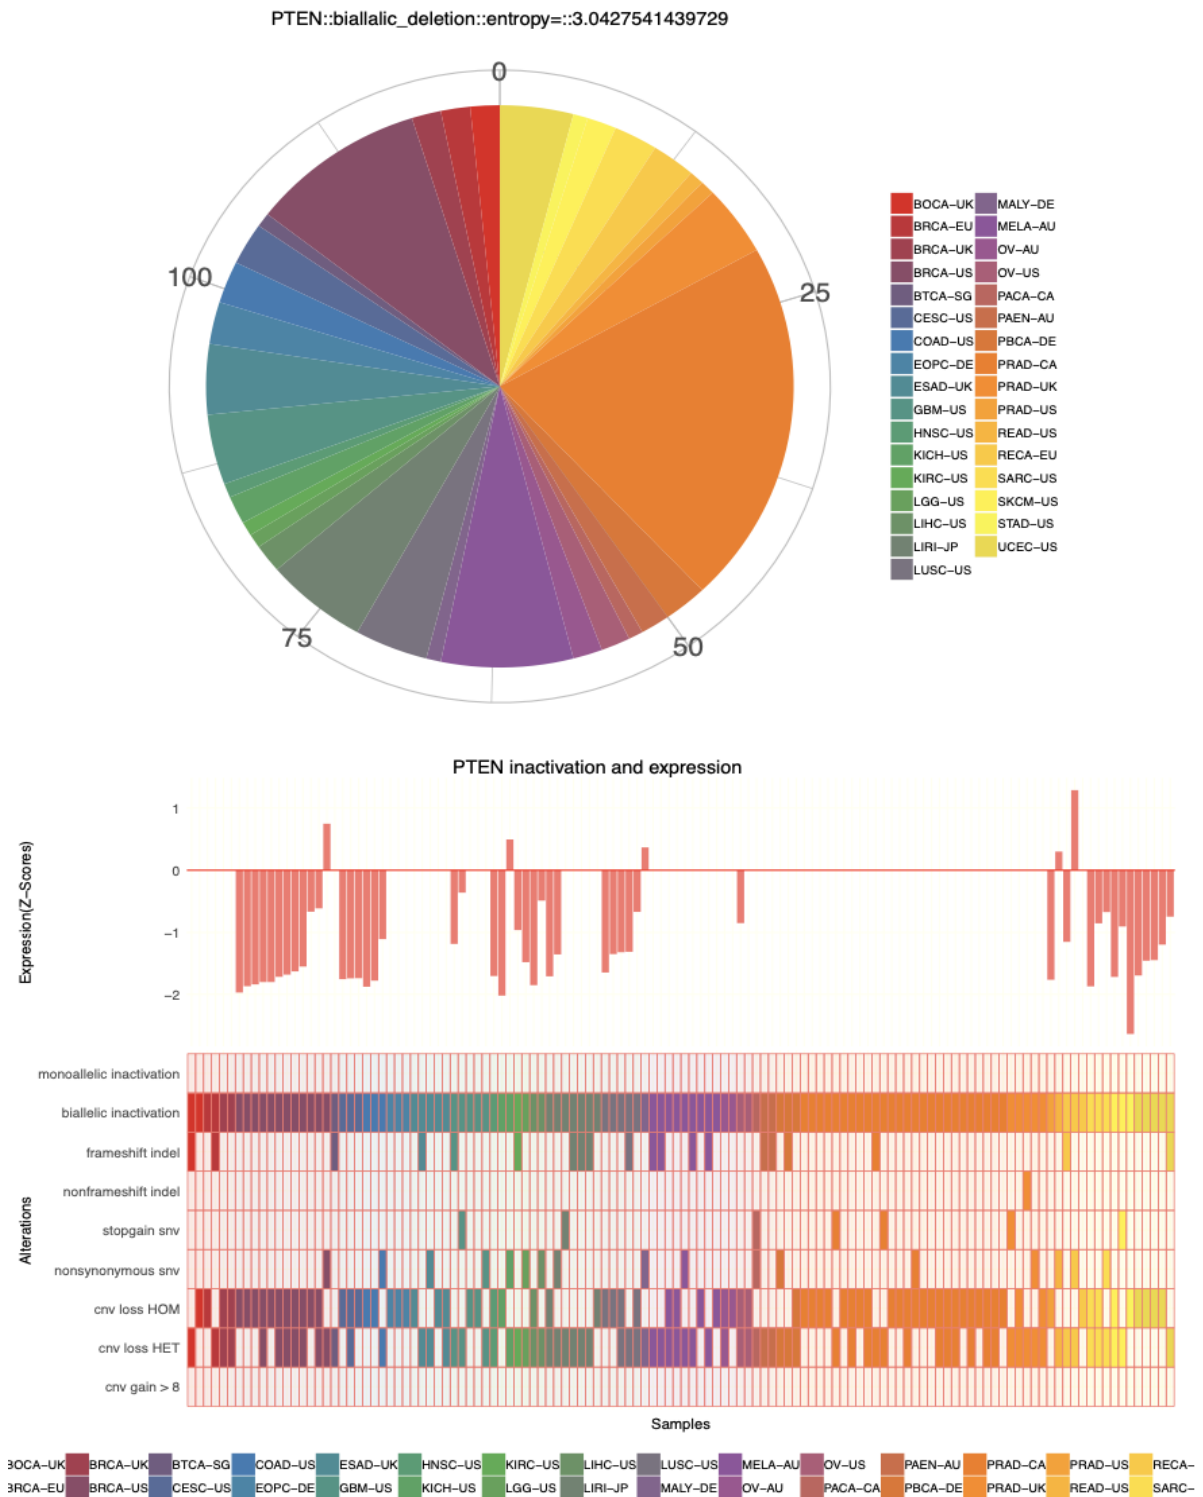 PTEN::biallalic_deletion::entropy=::3.0427541439729
0
25
50
75
100
BOCA−UK MALY−DE
BRCA−EU MELA−AU
BRCA−UK OV−AU
BRCA−US OV−US
BTCA−SG PACA−CA
CESC−US PAEN−AU
COAD−US PBCA−DE
EOPC−DE PRAD−CA
ESAD−UK PRAD−UK
GBM−US PRAD−US
HNSC−US READ−US
KICH−US RECA−EU
KIRC−US SARC−US
LGG−US SKCM−US
LIHC−US STAD−US
LIRI−JP UCEC−US
LUSC−US
PTEN inactivation and expression
Expression(Z−Scores)
1
0
−1
−2
Alterations
monoallelic inactivation
biallelic inactivation
frameshift indel
nonframeshift indel
stopgain snv
nonsynonymous snv
cnv loss HOM
cnv loss HET
cnv gain > 8
Samples
BOCA−UK BRCA−UK BTCA−SG COAD−US ESAD−UK HNSC−US KIRC−US LIHC−US LUSC−US MELA−AU OV−US PAEN−AU PRAD−CA PRAD−US RECA−
BRCA−EU BRCA−US CESC−US EOPC−DE GBM−US KICH−US LGG−US LIRI−JP MALY−DE OV−AU PACA−CA PBCA−DE PRAD−UK READ−US SARC−